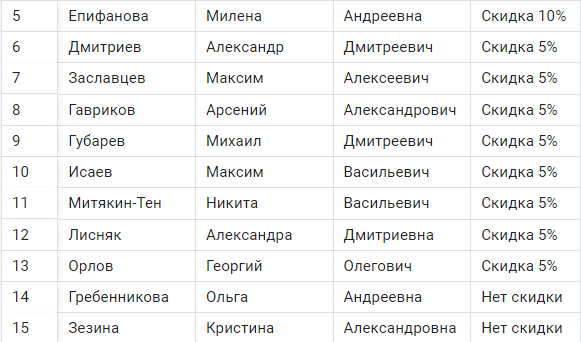 5 Епифанова Милена Андреевна Скидка 10%
6 Дмитриев Александр Дмитреевич Скидка 5%
7 Заславцев Максим Алексеевич Скидка 5%
8 Гавриков Арсений Александрович Скидка 5%
9 Губарев Михаил Дмитреевич Скидка 5%
10 Исаев Максим Васильевич Скидка 5%
11 Митякин-Тен Никита Васильевич Скидка 5%
12 Лисняк Александра Дмитриевна Скидка 5%
13 Орлов Георгий Олегович Скидка 5%
14 Гребенникова Ольга Андреевна Нет скидки
15 Зезина Кристина Александровна Нет скидки